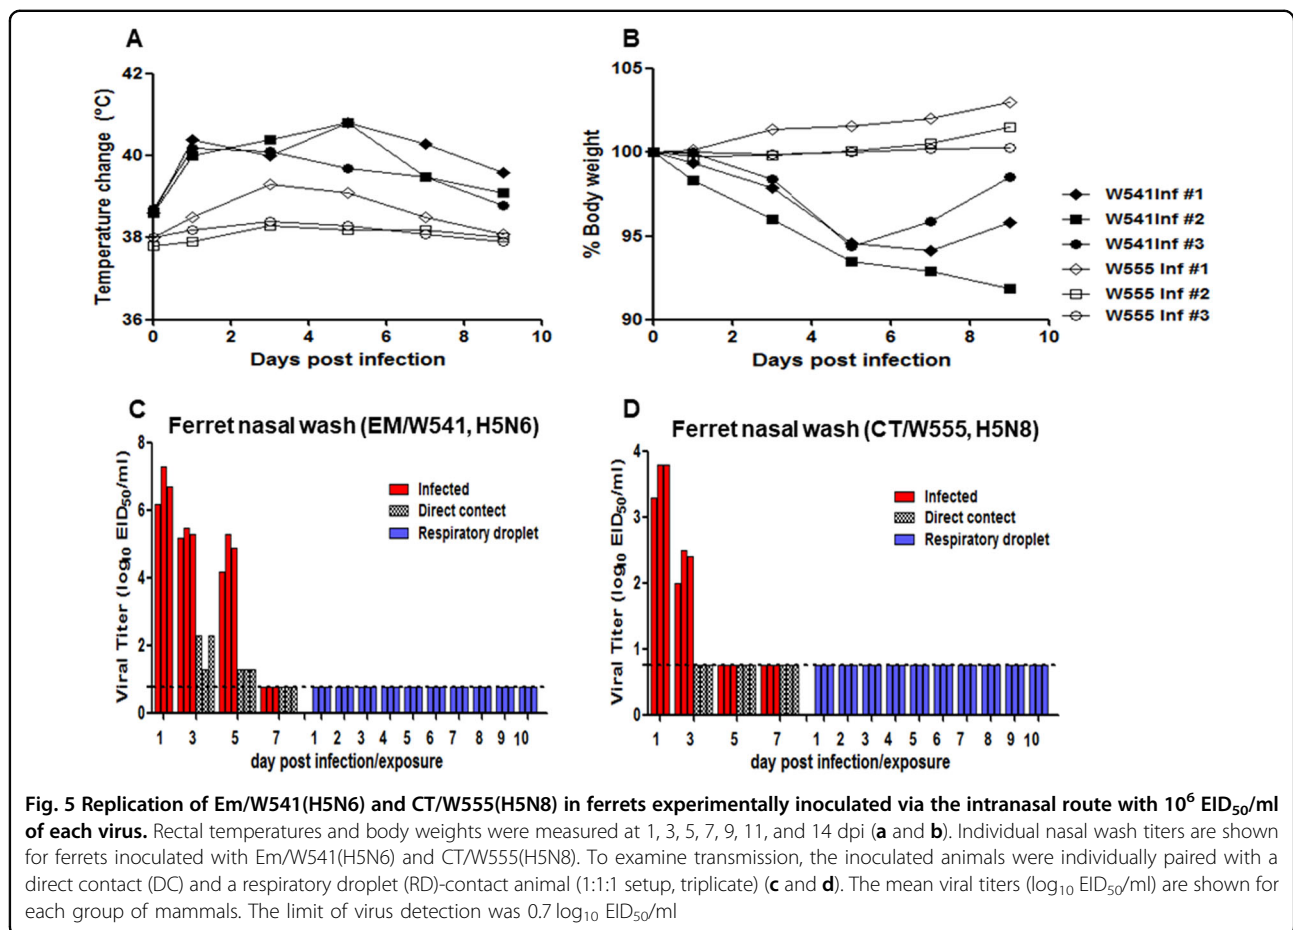 A
B
42
40
38
36
Temperature change (ºC)
0
2
4
6
8
10
Days post infection
105
100
95
90
% Body weight
0
2
4
6
8
10
Days post infection
W541Inf #1
W541Inf #2
W541Inf #3
W555 Inf #1
W555 Inf #2
W555 Inf #3
C
Ferret nasal wash (EM/W541, H5N6)
8
6
4
2
0
Viral Titer (log10 EID50/ml)
Infected
Direct contect
Respiratory droplet
1 3 5 7 1 2 3 4 5 6 7 8 9 10
day post infection/exposure
D
Ferret nasal wash (CT/W555, H5N8)
4
3
2
1
0
Viral Titer (log10 EID50/ml)
Infected
Direct contect
Respiratory droplet
1 3 5 7 1 2 3 4 5 6 7 8 9 10
day post infection/exposure
Fig. 5 Replication of Em/W541(H5N6) and CT/W555(H5N8) in ferrets experimentally inoculated via the intranasal route with 10⁶ EID₅₀/ml
of each virus. Rectal temperatures and body weights were measured at 1, 3, 5, 7, 9, 11, and 14 dpi (a and b). Individual nasal wash titers are shown
for ferrets inoculated with Em/W541(H5N6) and CT/W555(H5N8). To examine transmission, the inoculated animals were individually paired with a
direct contact (DC) and a respiratory droplet (RD)-contact animal (1:1:1 setup, triplicate) (c and d). The mean viral titers (log₁₀ EID₅₀/ml) are shown for
each group of mammals. The limit of virus detection was 0.7 log₁₀ EID₅₀/ml